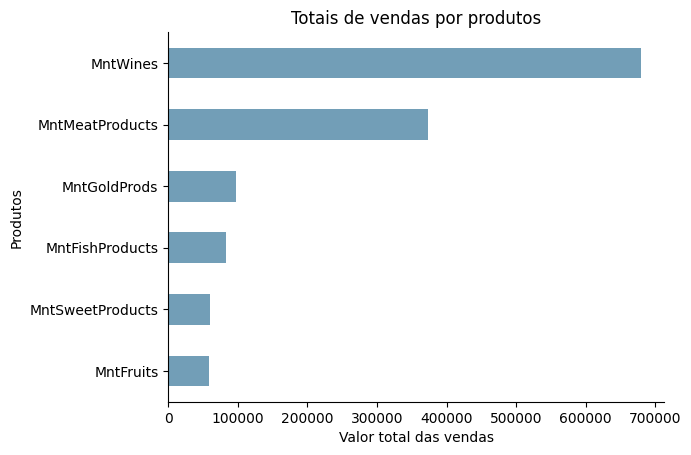 Totais de vendas por produtos
MntWines
MntMeatProducts
MntGoldProds
MntFishProducts
MntSweetProducts
MntFruits
Produtos
0 100000 200000 300000 400000 500000 600000 700000
Valor total das vendas